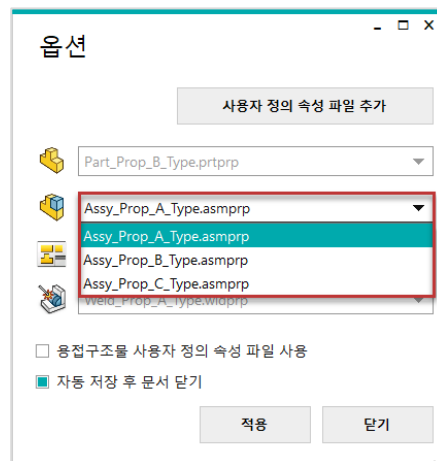 옵션
사용자 정의 속성 파일 추가
Part_Prop_B_Type.prtprp
Assy_Prop_A_Type.asmprp
Assy_Prop_A_Type.asmprp
Assy_Prop_B_Type.asmprp
Assy_Prop_C_Type.asmprp
Weld_Prop_A_Type.wldprp
용접구조물 사용자 정의 속성 파일 사용
자동 저장 후 문서 닫기
적용 닫기